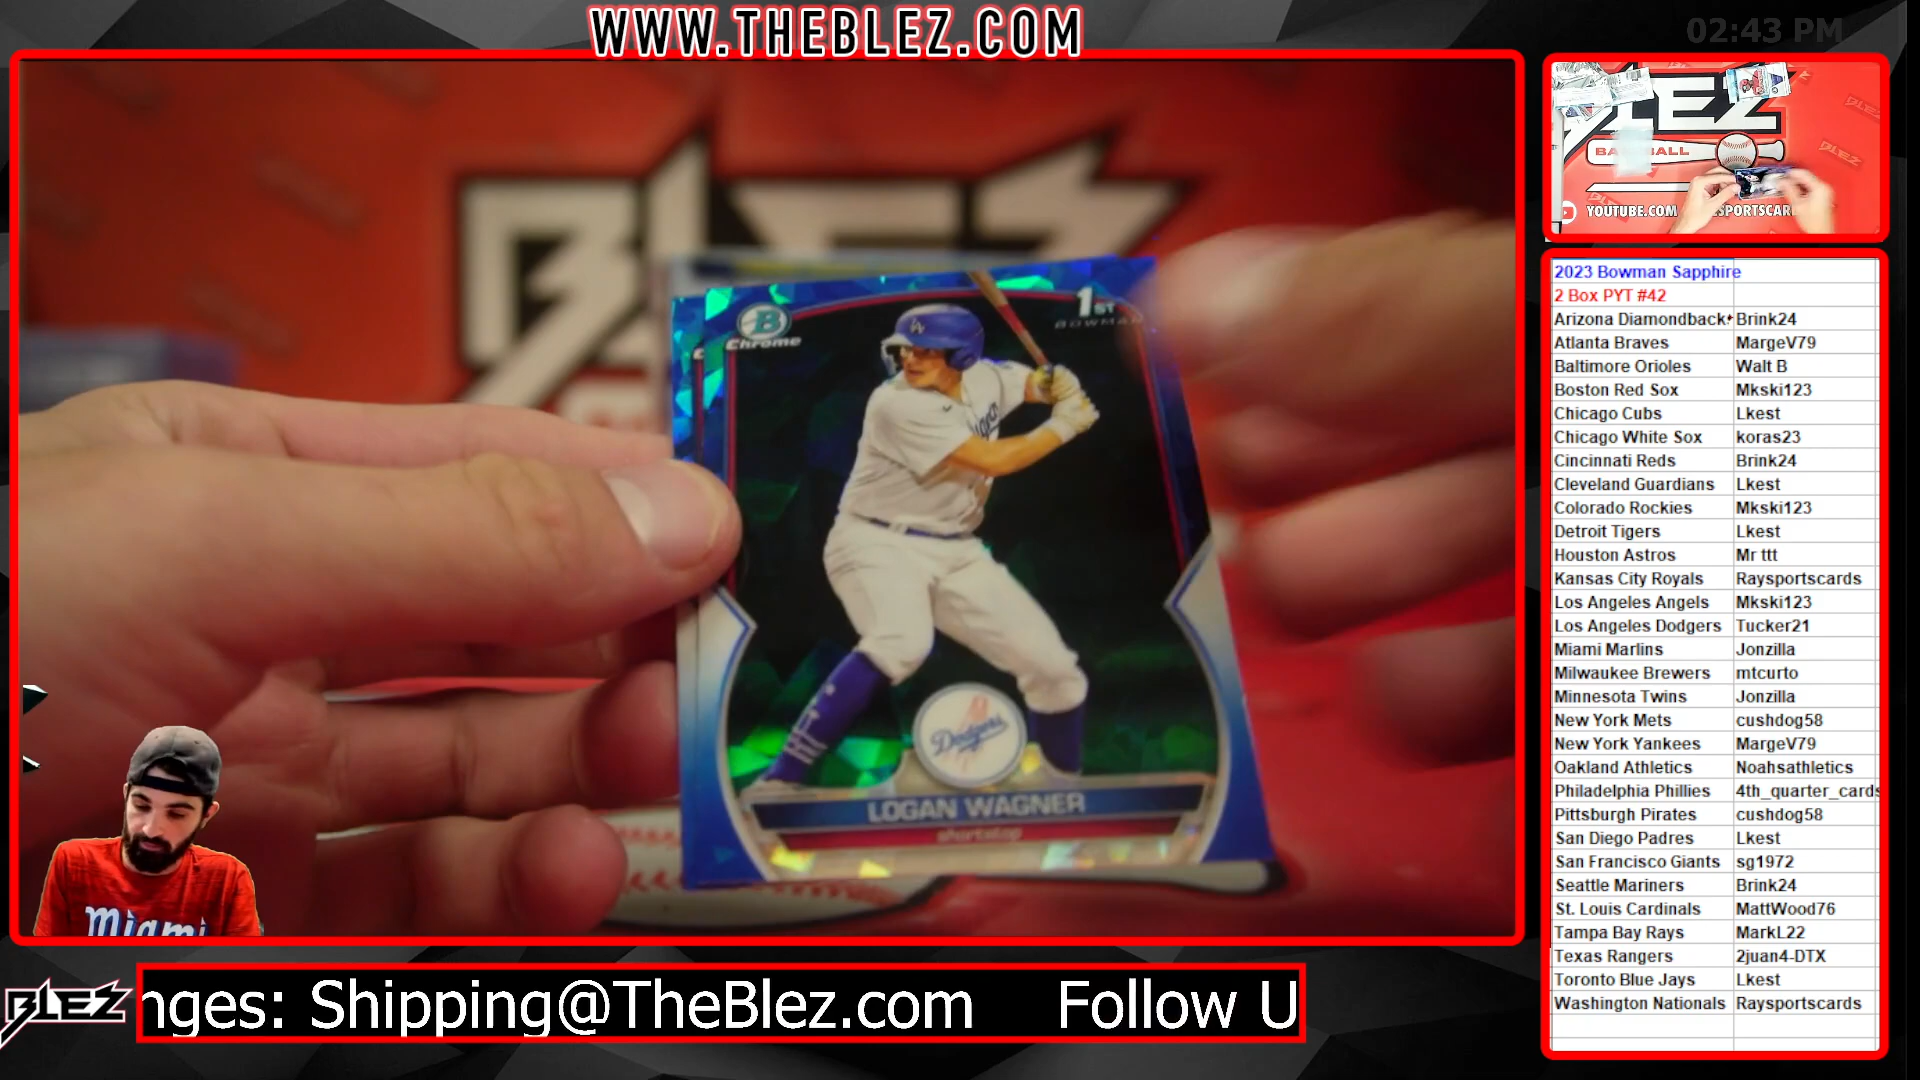 WWW.THEBLEZ.COM
02:43 PM
BLEZ
B
Chrome
1ST
BOWMAN
LA
Dodgers
LOGAN WAGNER
shortstop
Miami
BLEZ
nges: Shipping@TheBlez.com Follow U
BLEZ
YOUTUBE.COM
2023 Bowman Sapphire
2 Box PYT #42
Arizona Diamondback Brink24
Atlanta Braves MargeV79
Baltimore Orioles Walt B
Boston Red Sox Mkski123
Chicago Cubs Lkest
Chicago White Sox koras23
Cincinnati Reds Brink24
Cleveland Guardians Lkest
Colorado Rockies Mkski123
Detroit Tigers Lkest
Houston Astros Mr ttt
Kansas City Royals Raysportscards
Los Angeles Angels Mkski123
Los Angeles Dodgers Tucker21
Miami Marlins Jonzilla
Milwaukee Brewers mtcurto
Minnesota Twins Jonzilla
New York Mets cushdog58
New York Yankees MargeV79
Oakland Athletics Noahsathletics
Philadelphia Phillies 4th_quarter_cards
Pittsburgh Pirates cushdog58
San Diego Padres Lkest
San Francisco Giants sg1972
Seattle Mariners Brink24
St. Louis Cardinals MattWood76
Tampa Bay Rays MarkL22
Texas Rangers 2juan4-DTX
Toronto Blue Jays Lkest
Washington Nationals Raysportscards